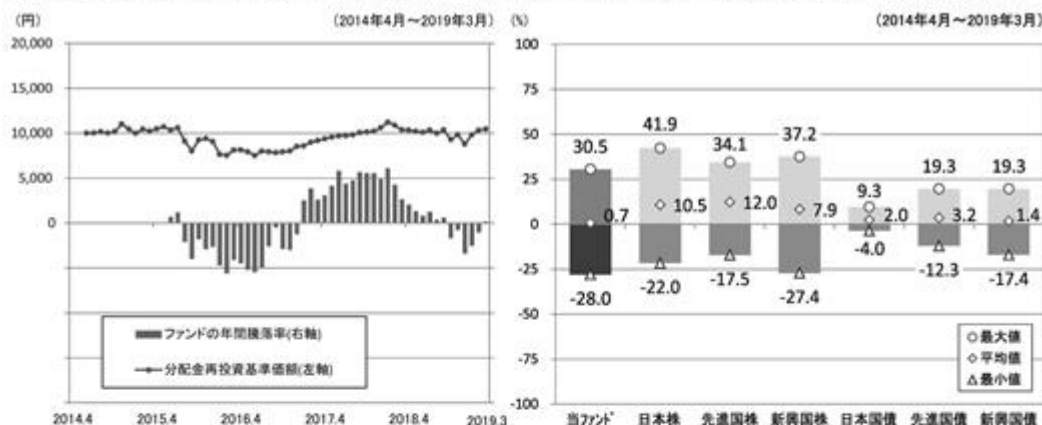 (円) (2014年4月～2019年3月)
20,000
15,000
10,000
5,000
0
ファンドの年間騰落率(右軸)
分配金再投資基準価額(左軸)
2014.4 2015.4 2016.4 2017.4 2018.4 2019.3
(%) (2014年4月～2019年3月)
100
75
50
25
0
-25
-50
-75
-100
30.5 41.9 34.1 37.2 9.3 19.3 19.3
0.7 10.5 12.0 7.9 2.0 3.2 1.4
-28.0 -22.0 -17.5 -27.4 -4.0 -12.3 -17.4
最大値
平均値
最小値
当ファンド 日本株 先進国株 新興国株 日本国債 先進国債 新興国債